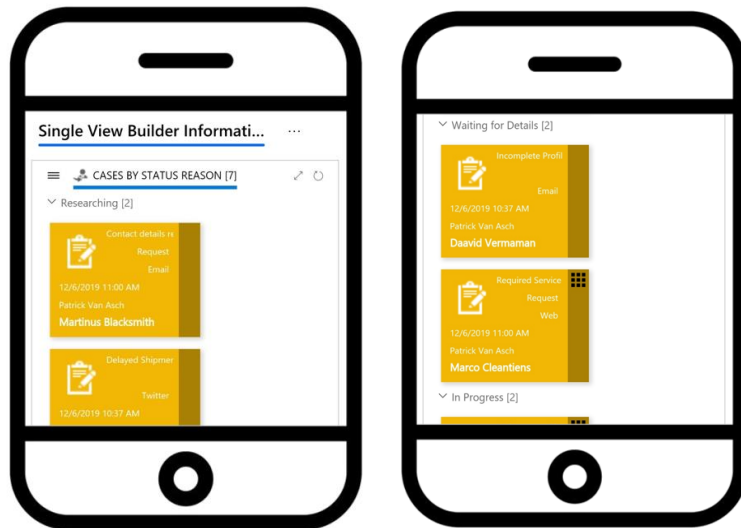 Single View Builder Informati... ...
CASES BY STATUS REASON [7]
Researching [2]
Contact details re
Request
Email
12/6/2019 11:00 AM
Patrick Van Asch
Martinus Blacksmith
Delayed Shipmer
Twitter
12/6/2019 10:37 AM
Waiting for Details [2]
Incomplete Profil
Email
12/6/2019 10:37 AM
Patrick Van Asch
Daavid Vermaman
Required Service
Request
Web
12/6/2019 11:00 AM
Patrick Van Asch
Marco Cleantiens
In Progress [2]